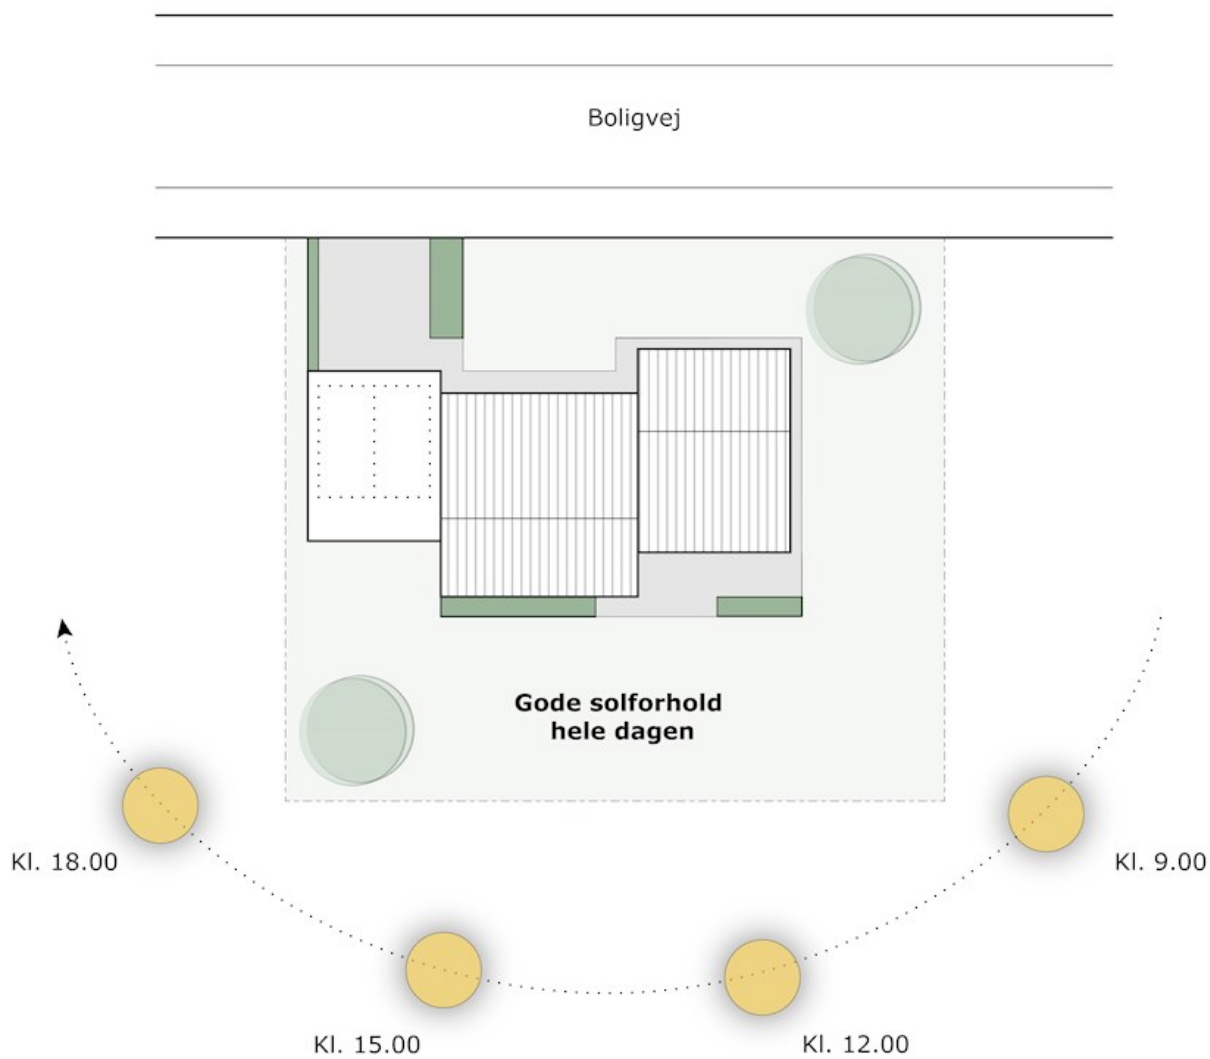 Boligvej
Gode solforhold
hele dagen
Kl. 18.00
Kl. 9.00
Kl. 15.00
Kl. 12.00